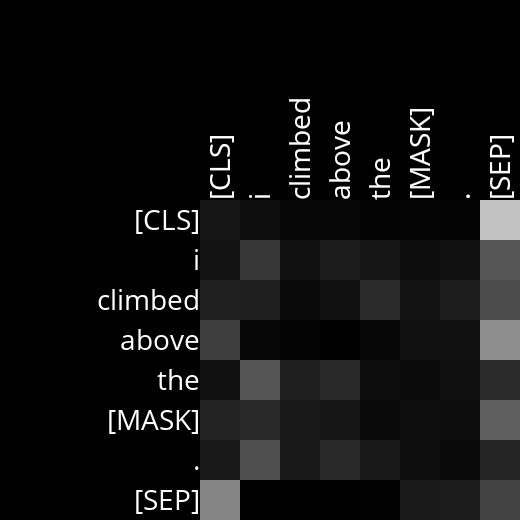 [CLS] i climbed above the [MASK] . [SEP]
[CLS]
i
climbed
above
the
[MASK]
.
[SEP]